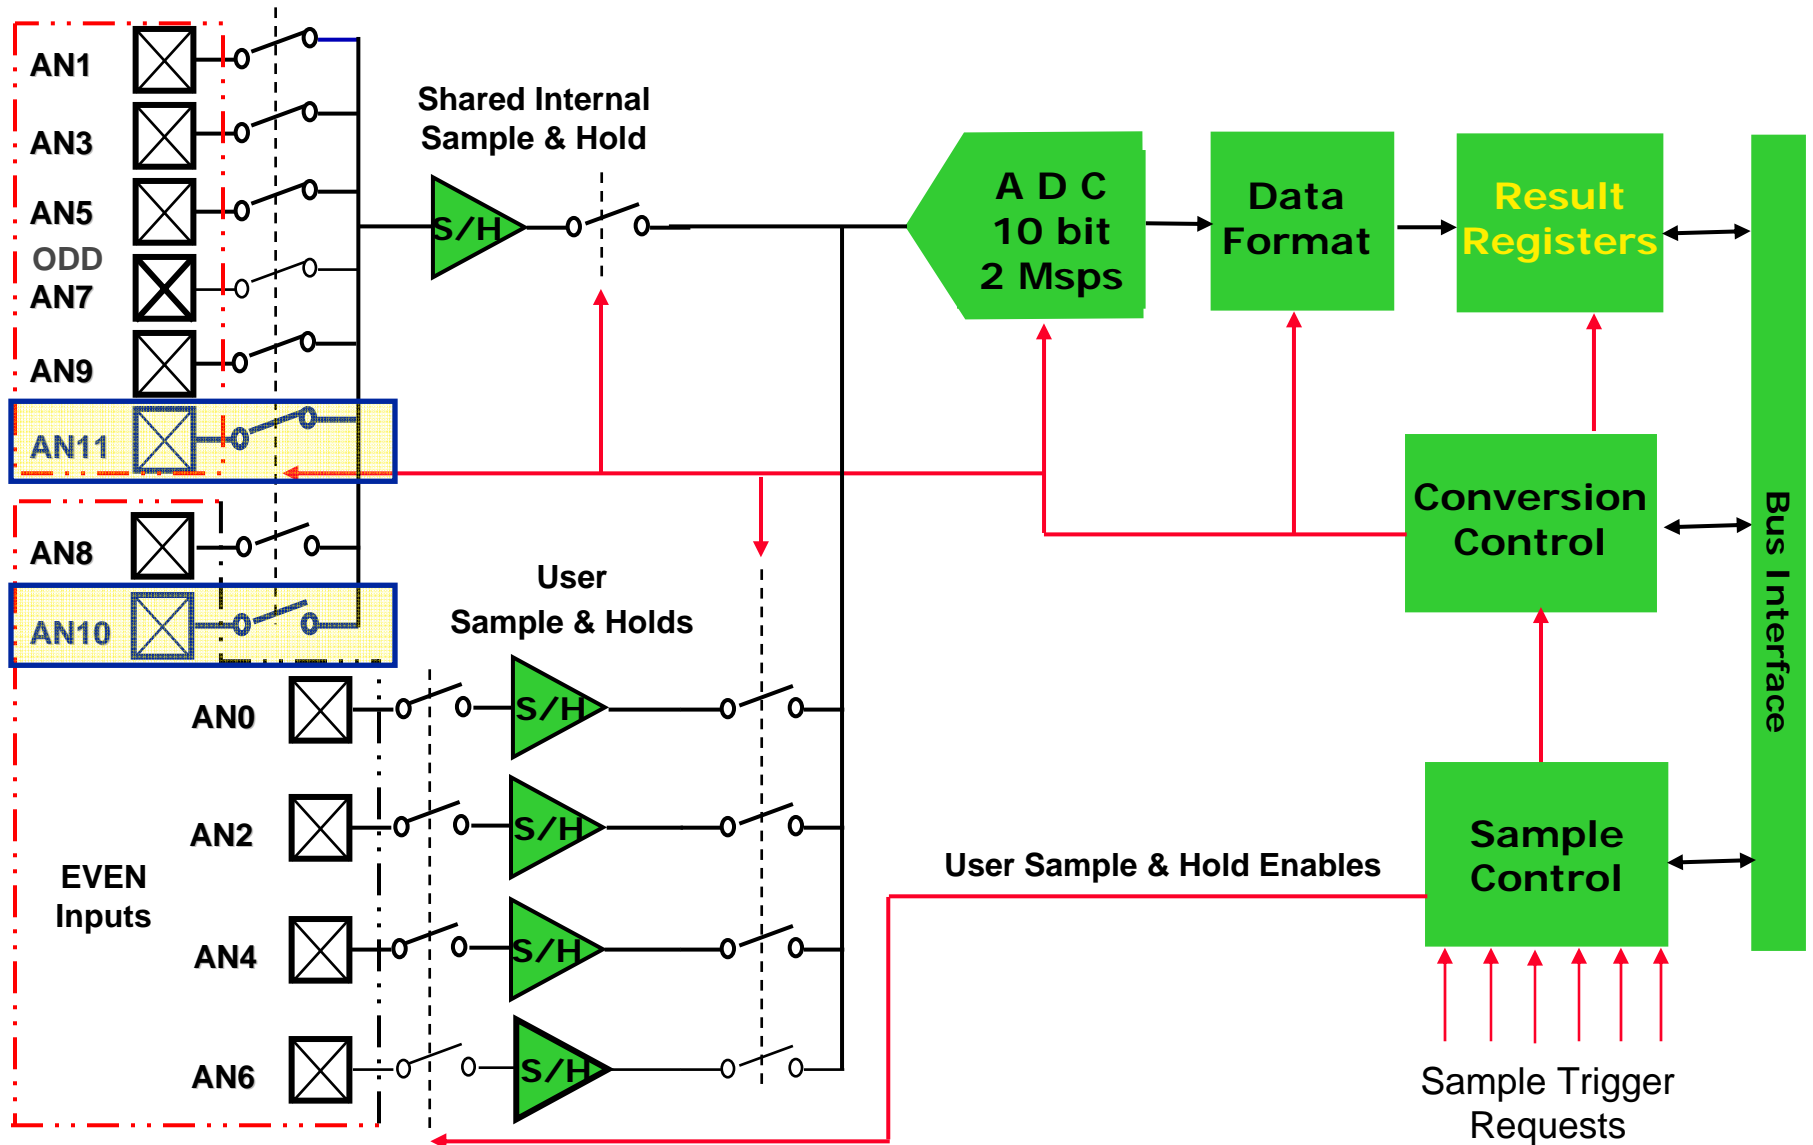 AN1
AN3
AN5
ODD
AN7
AN9
AN11
AN8
AN10
AN0
AN2
EVEN
Inputs
AN4
AN6
Shared Internal
Sample & Hold
S/H
User
Sample & Holds
S/H
S/H
S/H
S/H
A D C
10 bit
2 Msps
Data
Format
Result
Registers
Conversion
Control
Bus Interface
User Sample & Hold Enables
Sample
Control
Sample Trigger
Requests